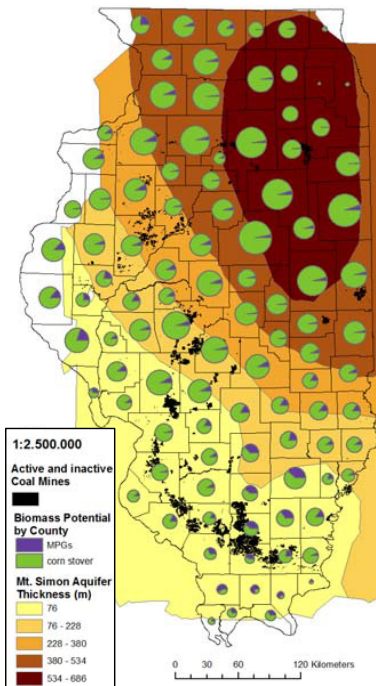 1:2.500.000
Active and inactive
Coal Mines
Biomass Potential
by County
MPGs
corn stover
Mt. Simon Aquifer
Thickness (m)
76
76 - 228
228 - 380
380 - 534
534 - 686
0 30 60 120 Kilometers